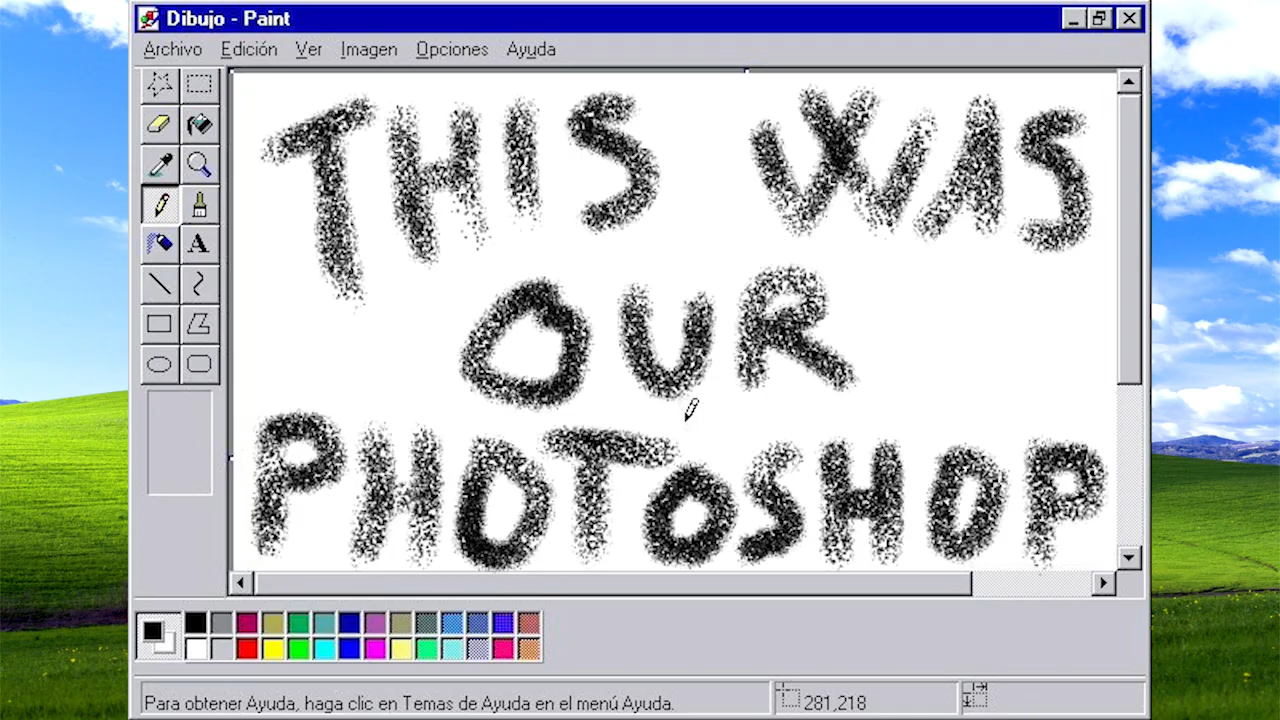 Dibujo - Paint
Archivo Edición Ver Imagen Opciones Ayuda
THIS WAS
OUR
PHOTOSHOP
Para obtener Ayuda, haga clic en Temas de Ayuda en el menú Ayuda.
281,218